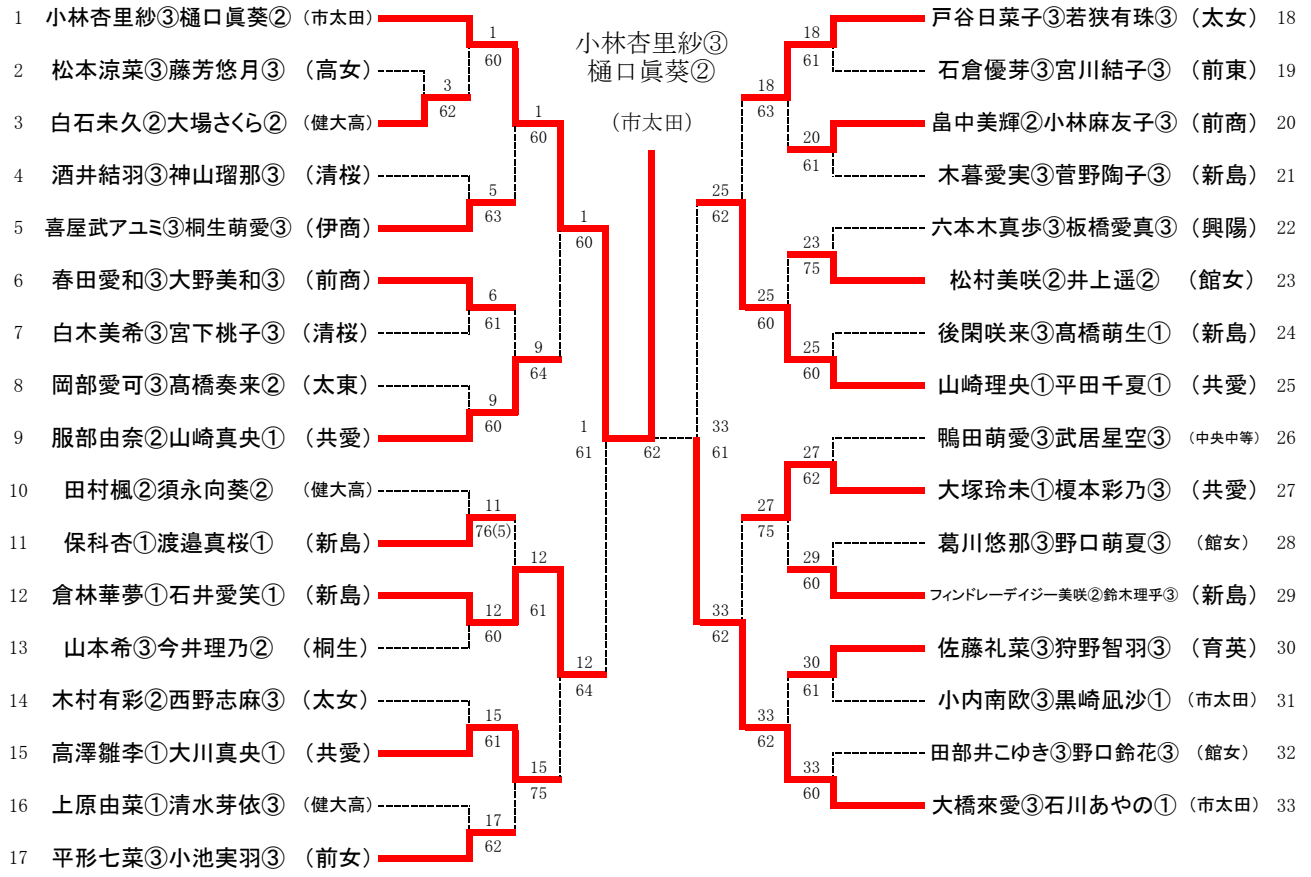 1 小林杏里紗③樋口眞葵② (市太田)
2 松本涼菜③藤芳悠月③ (高女)
3 白石未久②大場さくら② (健大高)
4 酒井結羽③神山瑠那③ (清桜)
5 喜屋武アユミ③桐生萌愛③ (伊商)
6 春田愛和③大野美和③ (前商)
7 白木美希③宮下桃子③ (清桜)
8 岡部愛可③髙橋奏来② (太東)
9 服部由奈②山崎真央① (共愛)
10 田村楓②須永向葵② (健大高)
11 保科杏①渡邉真桜① (新島)
12 倉林華夢①石井愛笑① (新島)
13 山本希③今井理乃② (桐生)
14 木村有彩②西野志麻③ (太女)
15 高澤雛李①大川真央① (共愛)
16 上原由菜①清水芽依③ (健大高)
17 平形七菜③小池実羽③ (前女)
1
60
3
62
5
63
6
61
9
60
11
76(5)
12
60
15
61
17
62
1
60
9
64
12
61
15
75
1
60
12
64
1
61
小林杏里紗③
樋口眞葵②
(市太田)
62
33
61
25
62
33
62
18
63
25
60
27
75
33
62
18
61
20
61
23
75
25
60
27
62
29
60
30
61
33
60
戸谷日菜子③若狭有珠③ (太女) 18
石倉優芽③宮川結子③ (前東) 19
畠中美輝②小林麻友子③ (前商) 20
木暮愛実③菅野陶子③ (新島) 21
六本木真歩③板橋愛真③ (興陽) 22
松村美咲②井上遥② (館女) 23
後閑咲来③髙橋萌生① (新島) 24
山崎理央①平田千夏① (共愛) 25
鴨田萌愛③武居星空③ (中央中等) 26
大塚玲未①榎本彩乃③ (共愛) 27
葛川悠那③野口萌夏③ (館女) 28
フィンドレーデイジー美咲②鈴木理乎③ (新島) 29
佐藤礼菜③狩野智羽③ (育英) 30
小内南欧③黒崎凪沙① (市太田) 31
田部井こゆき③野口鈴花③ (館女) 32
大橋來愛③石川あやの① (市太田) 33